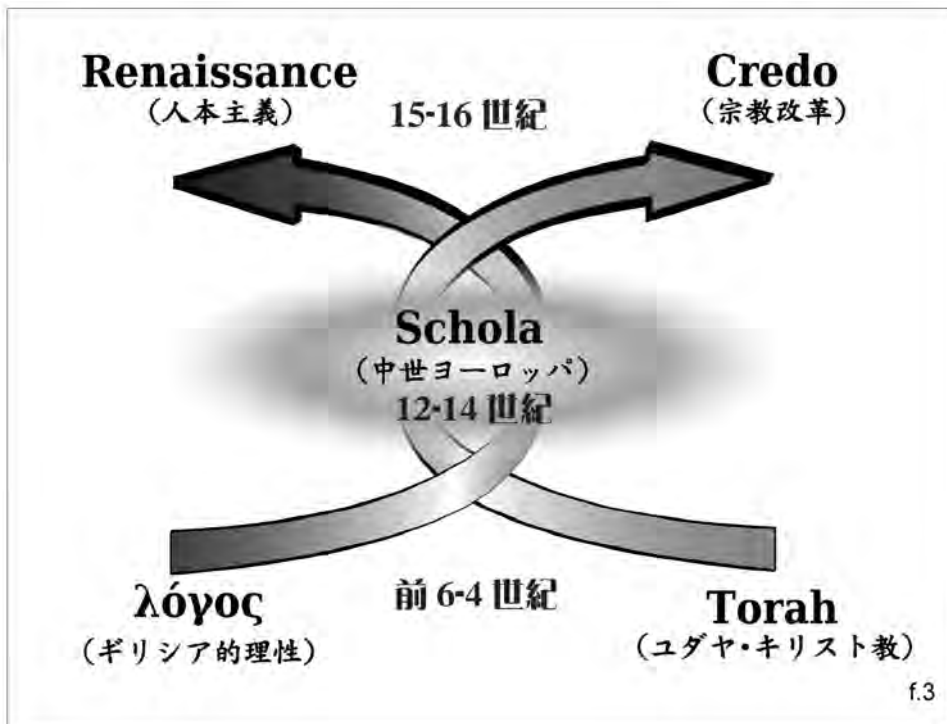 Renaissance
(人本主義)
15-16 世紀
Credo
(宗教改革)
Schola
(中世ヨーロッパ)
12-14 世紀
λόγος
(ギリシア的理性)
前 6-4 世紀
Torah
(ユダヤ・キリスト教)
f.3